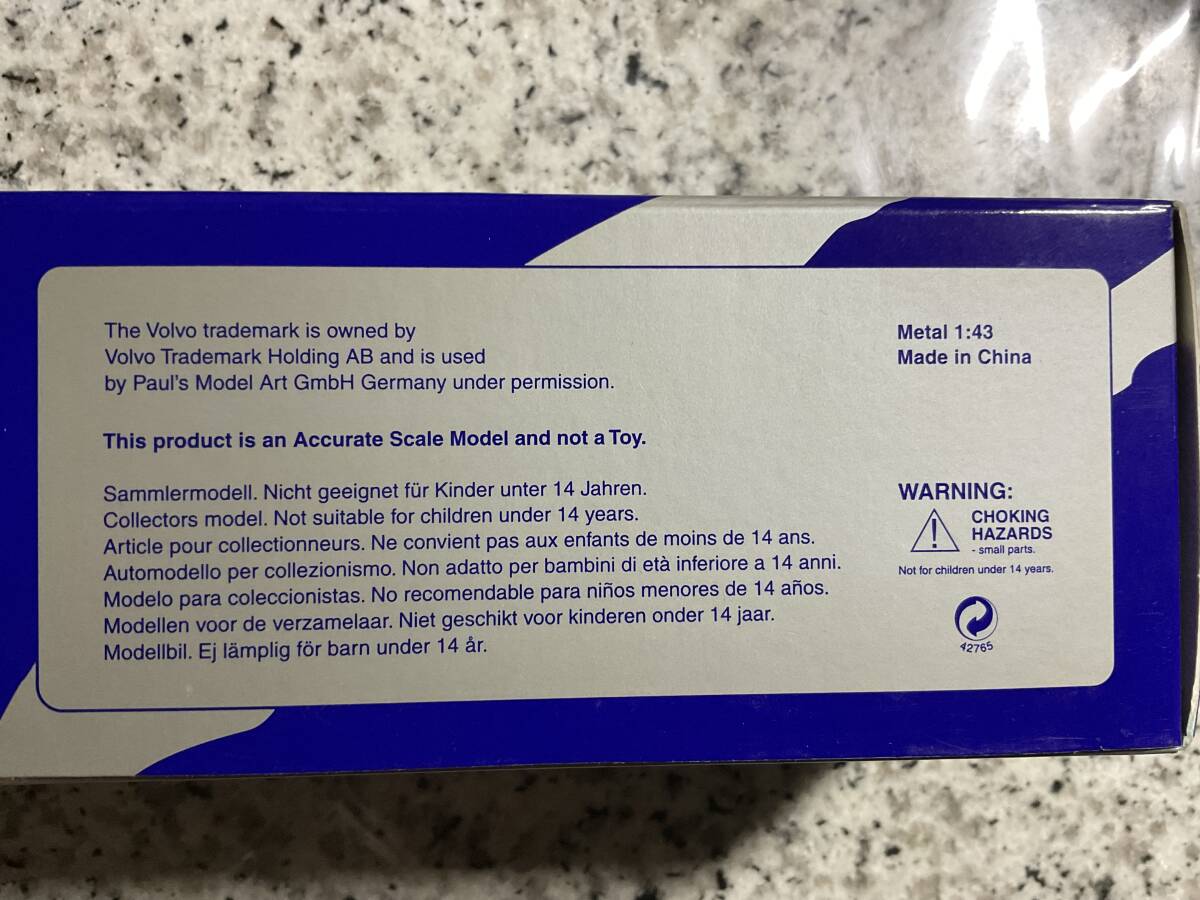 The Volvo trademark is owned by
Volvo Trademark Holding AB and is used
by Paul's Model Art GmbH Germany under permission.
Metal 1:43
Made in China
This product is an Accurate Scale Model and not a Toy.
Sammlermodell. Nicht geeignet für Kinder unter 14 Jahren.
Collectors model. Not suitable for children under 14 years.
Article pour collectionneurs. Ne convient pas aux enfants de moins de 14 ans.
Automodello per collezionismo. Non adatto per bambini di età inferiore a 14 anni.
Modelo para coleccionistas. No recomendable para niños menores de 14 años.
Modellen voor de verzamelaar. Niet geschikt voor kinderen onder 14 jaar.
Modellbil. Ej lämplig för barn under 14 år.
WARNING:
CHOKING
HAZARDS
- small parts.
Not for children under 14 years.
42765